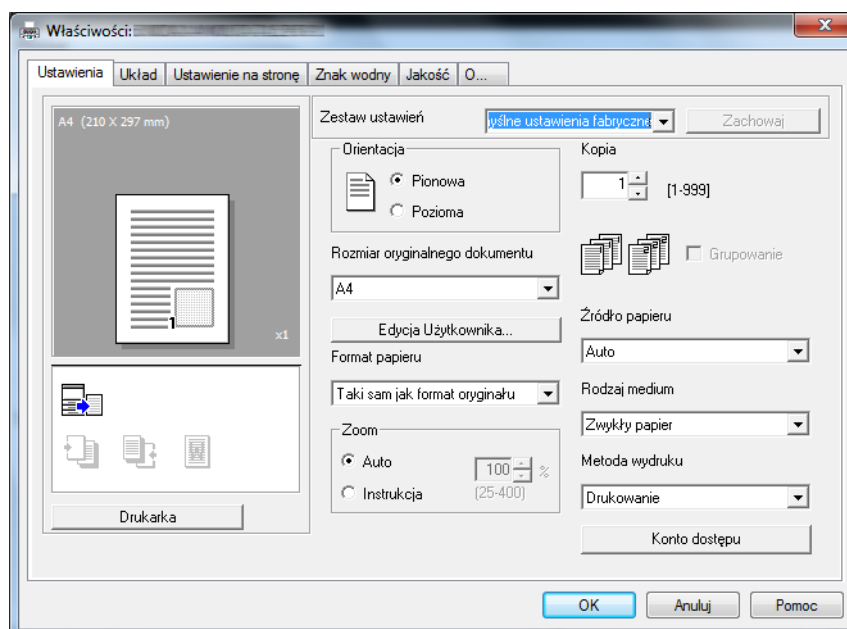 Właściwości:
Ustawienia Układ Ustawienie na stronę Znak wodny Jakość O...
A4 (210 X 297 mm)
1
x1
Drukarka
Zestaw ustawień yślne ustawienia fabryczne Zachowaj
Orientacja
Pionowa
Pozioma
Rozmiar oryginalnego dokumentu
A4
Edycja Użytkownika...
Format papieru
Taki sam jak format oryginału
Zoom
Auto 100 %
Instrukcja (25-400)
Kopia
1 [1-999]
Grupowanie
Źródło papieru
Auto
Rodzaj medium
Zwykły papier
Metoda wydruku
Drukowanie
Konto dostępu
OK Anuluj Pomoc